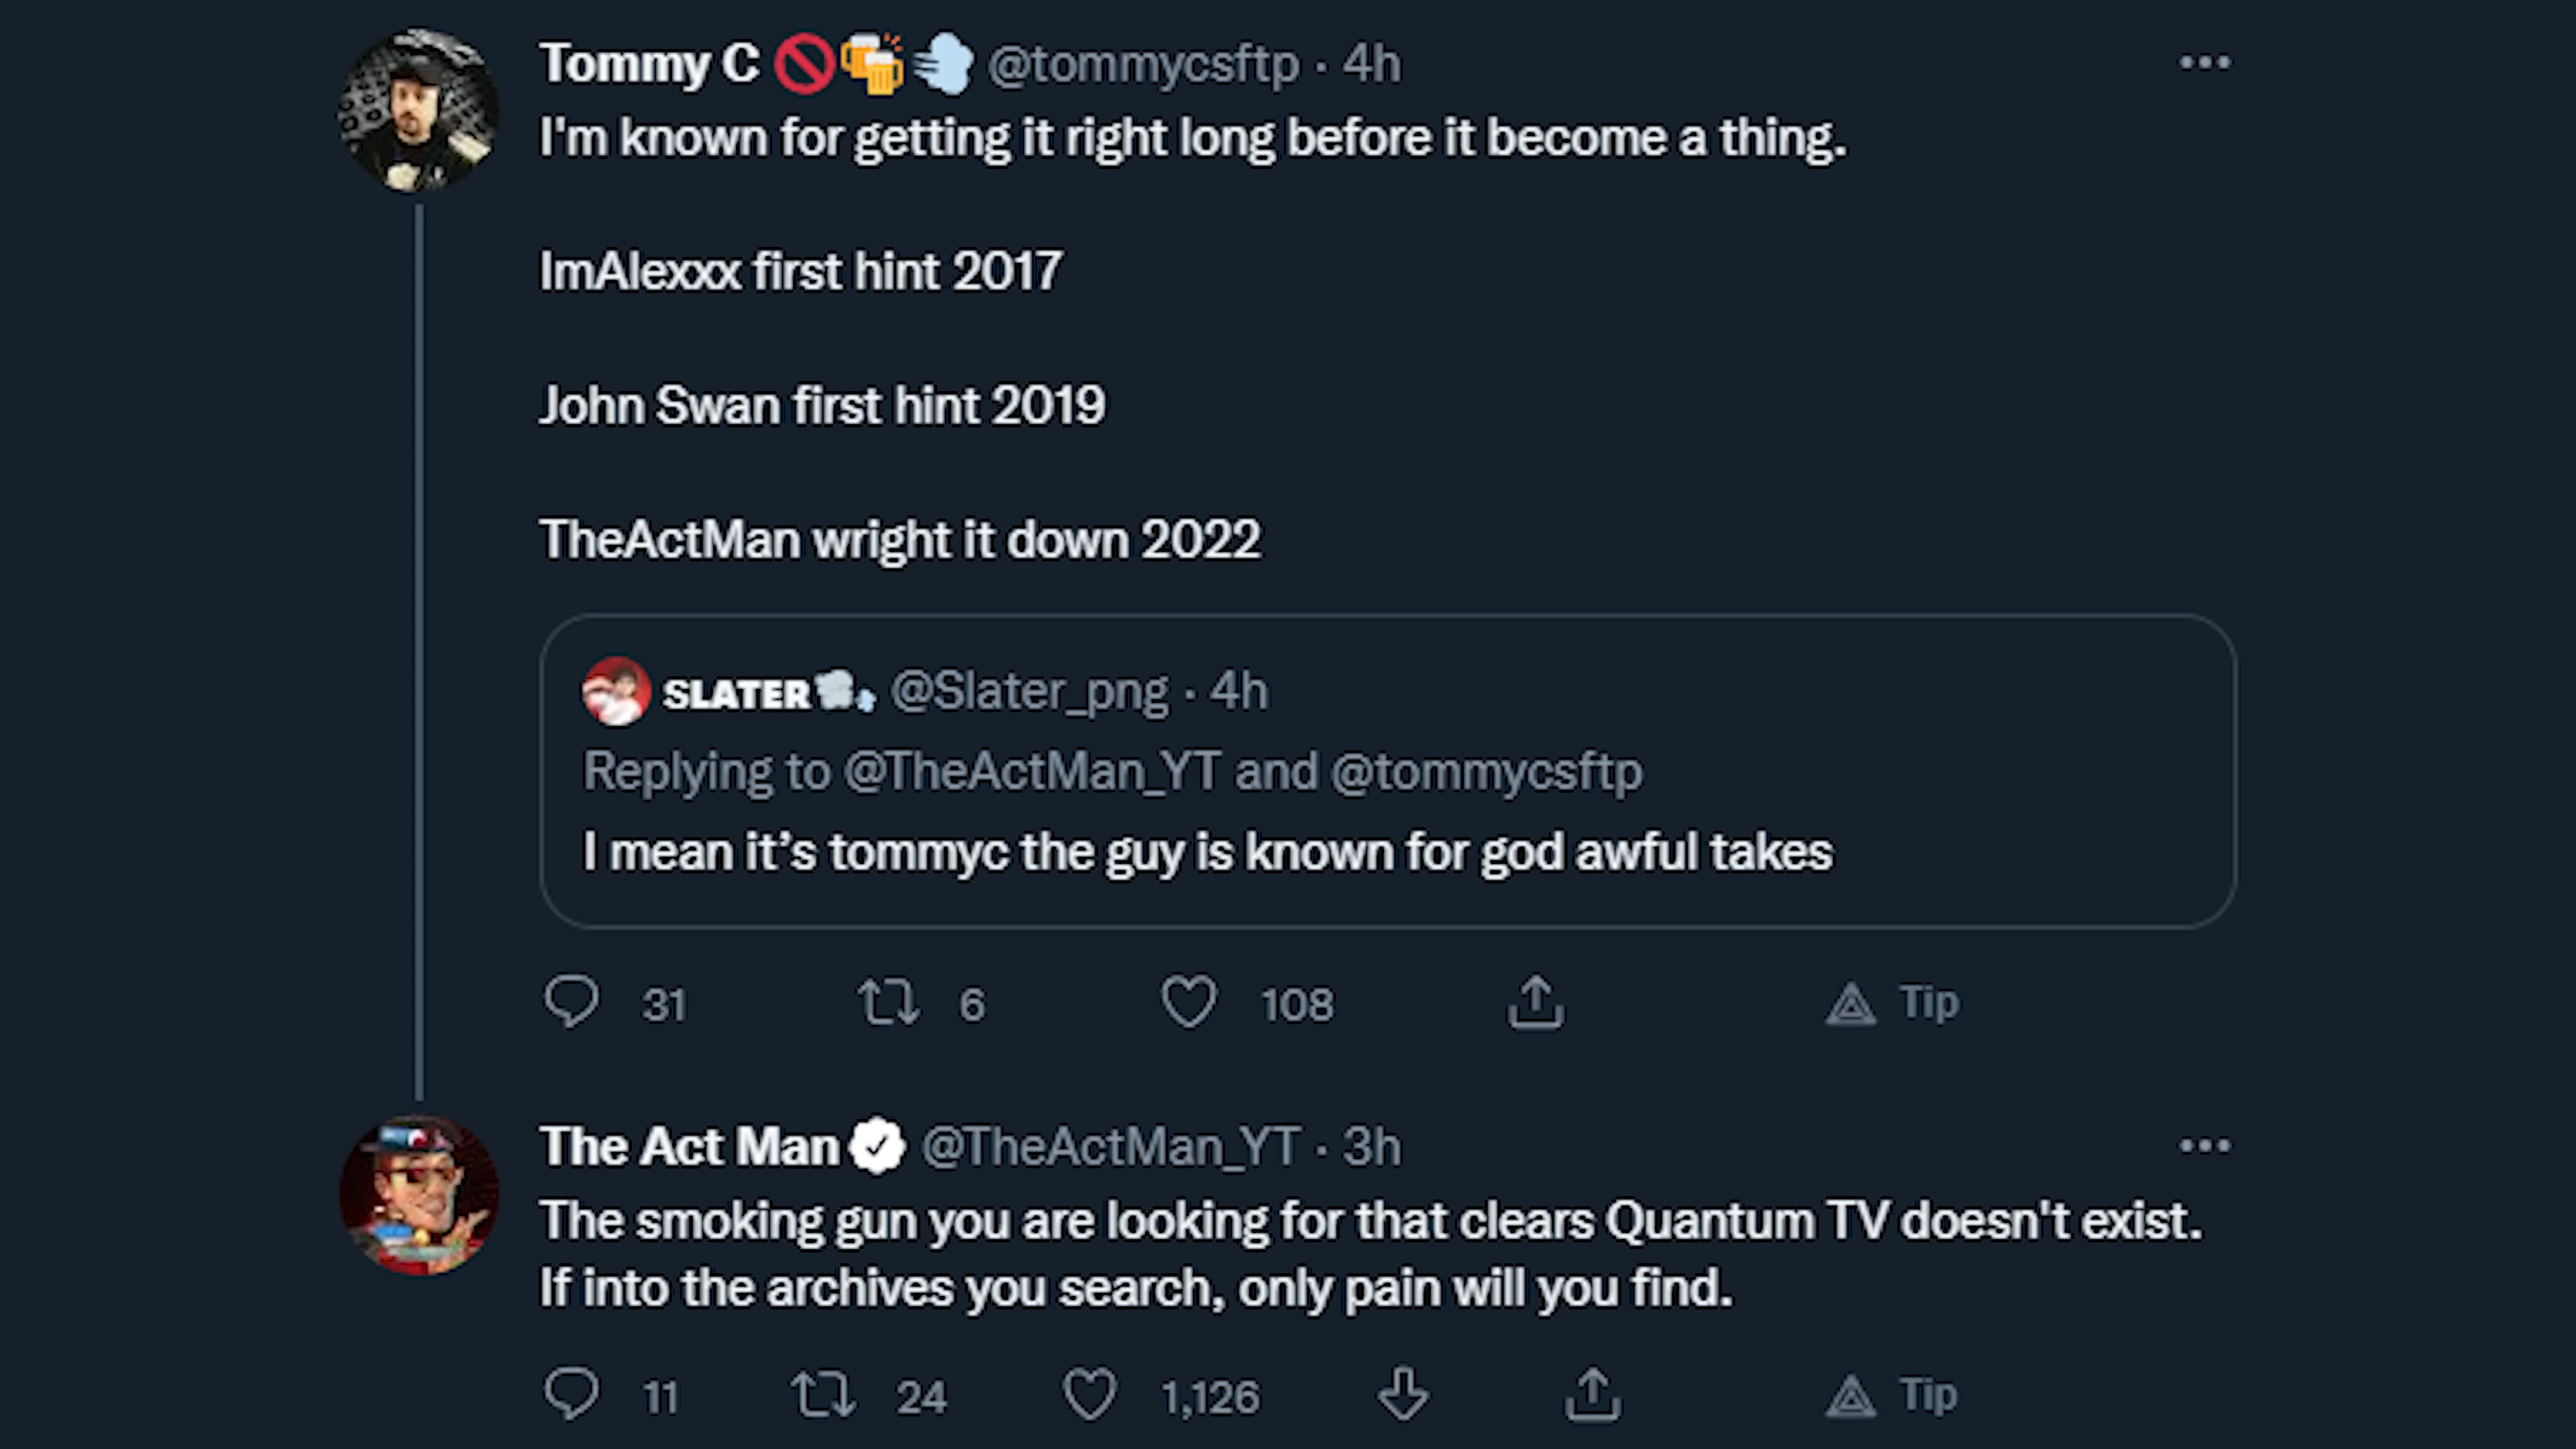 Tommy C 🚫🍻💨 @tommycsftp · 4h
I'm known for getting it right long before it become a thing.
ImAlexxx first hint 2017
John Swan first hint 2019
TheActMan wright it down 2022
SLATER @Slater_png · 4h
Replying to @TheActMan_YT and @tommycsftp
I mean it’s tommyc the guy is known for god awful takes
31 6 108 Tip
The Act Man @TheActMan_YT · 3h
The smoking gun you are looking for that clears Quantum TV doesn't exist.
If into the archives you search, only pain will you find.
11 24 1,126 Tip